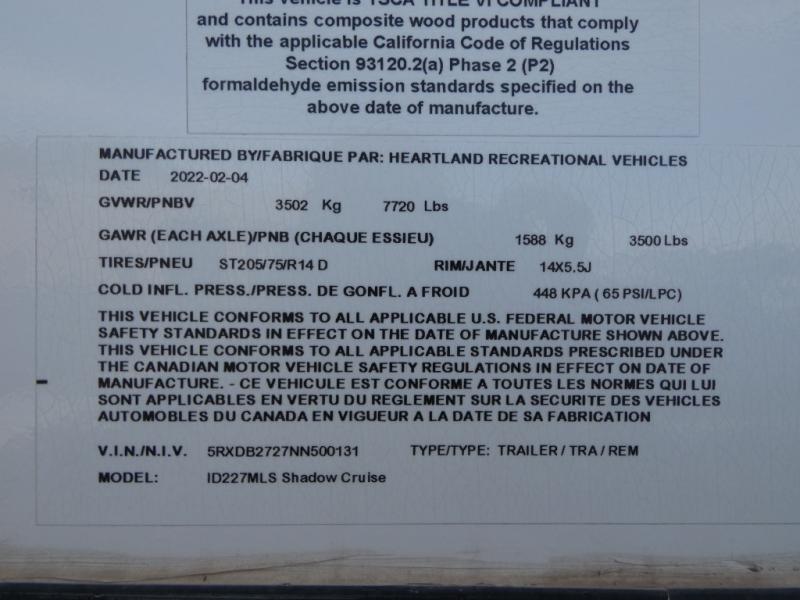 This vehicle is TSCA TITLE VI COMPLIANT
and contains composite wood products that comply
with the applicable California Code of Regulations
Section 93120.2(a) Phase 2 (P2)
formaldehyde emission standards specified on the
above date of manufacture.
MANUFACTURED BY/FABRIQUE PAR: HEARTLAND RECREATIONAL VEHICLES
DATE 2022-02-04
GVWR/PNBV 3502 Kg 7720 Lbs
GAWR (EACH AXLE)/PNB (CHAQUE ESSIEU) 1588 Kg 3500 Lbs
TIRES/PNEU ST205/75/R14 D RIM/JANTE 14X5.5J
COLD INFL. PRESS./PRESS. DE GONFL. A FROID 448 KPA ( 65 PSI/LPC)
THIS VEHICLE CONFORMS TO ALL APPLICABLE U.S. FEDERAL MOTOR VEHICLE
SAFETY STANDARDS IN EFFECT ON THE DATE OF MANUFACTURE SHOWN ABOVE.
THIS VEHICLE CONFORMS TO ALL APPLICABLE STANDARDS PRESCRIBED UNDER
THE CANADIAN MOTOR VEHICLE SAFETY REGULATIONS IN EFFECT ON DATE OF
MANUFACTURE. - CE VEHICULE EST CONFORME A TOUTES LES NORMES QUI LUI
SONT APPLICABLES EN VERTU DU REGLEMENT SUR LA SECURITE DES VEHICLES
AUTOMOBLES DU CANADA EN VIGUEUR A LA DATE DE SA FABRICATION
V.I.N./N.I.V. 5RXDB2727NN500131 TYPE/TYPE: TRAILER / TRA / REM
MODEL: ID227MLS Shadow Cruise